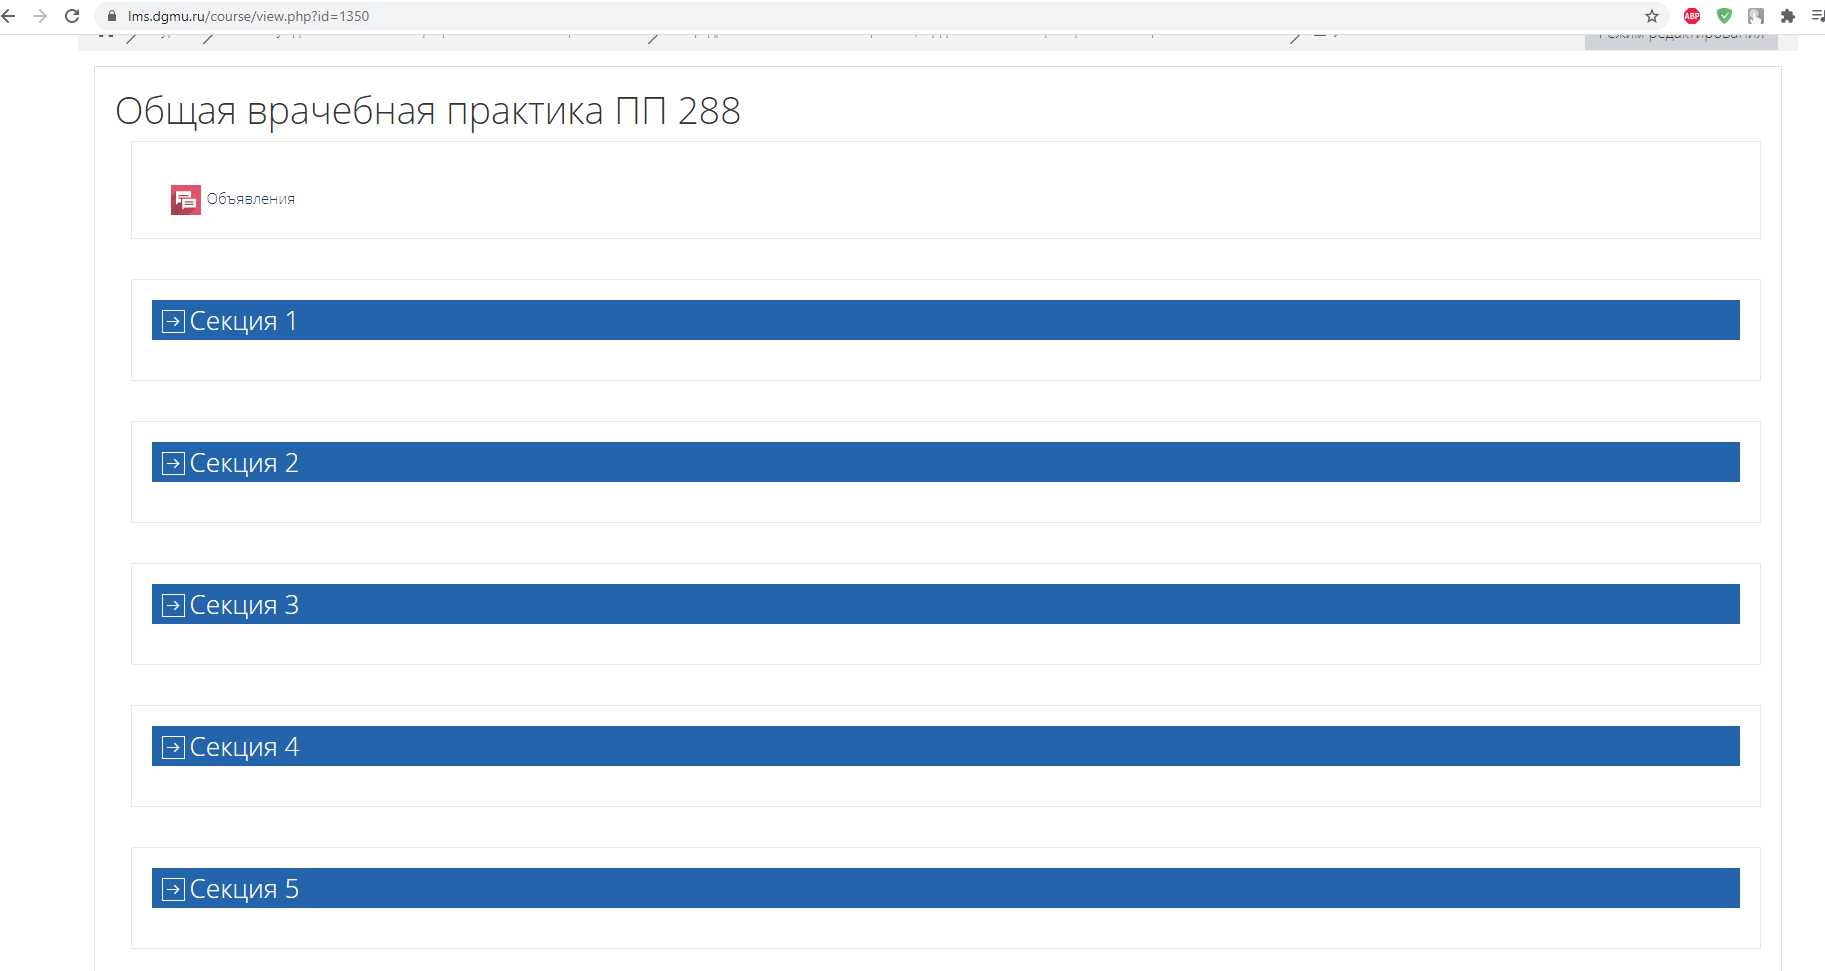 lms.dgmu.ru/course/view.php?id=1350
ABP
Общая врачебная практика ПП 288
Объявления
Секция 1
Секция 2
Секция 3
Секция 4
Секция 5